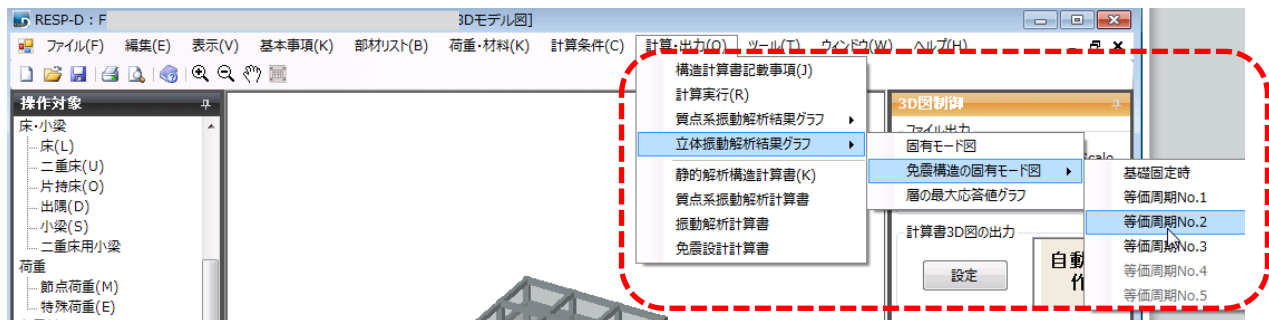 RESP-D : F
3Dモデル図]
ファイル(F) 編集(E) 表示(V) 基本事項(K) 部材リスト(B) 荷重・材料(K) 計算条件(C) 計算・出力(O) ツール(T) ウィンドウ(W) ヘルプ(H)
操作対象
床・小梁
床(L)
二重床(U)
片持床(O)
出隅(D)
小梁(S)
二重床用小梁
荷重
節点荷重(M)
特殊荷重(E)
構造計算書記載事項(J)
計算実行(R)
質点系振動解析結果グラフ
立体振動解析結果グラフ
静的解析構造計算書(K)
質点系振動解析計算書
振動解析計算書
免震設計計算書
固有モード図
免震構造の固有モード図
層の最大応答値グラフ
基礎固定時
等価周期No.1
等価周期No.2
等価周期No.3
等価周期No.4
等価周期No.5
3D図制御
ファイル出力
Scale
計算書3D図の出力
設定
自動
作